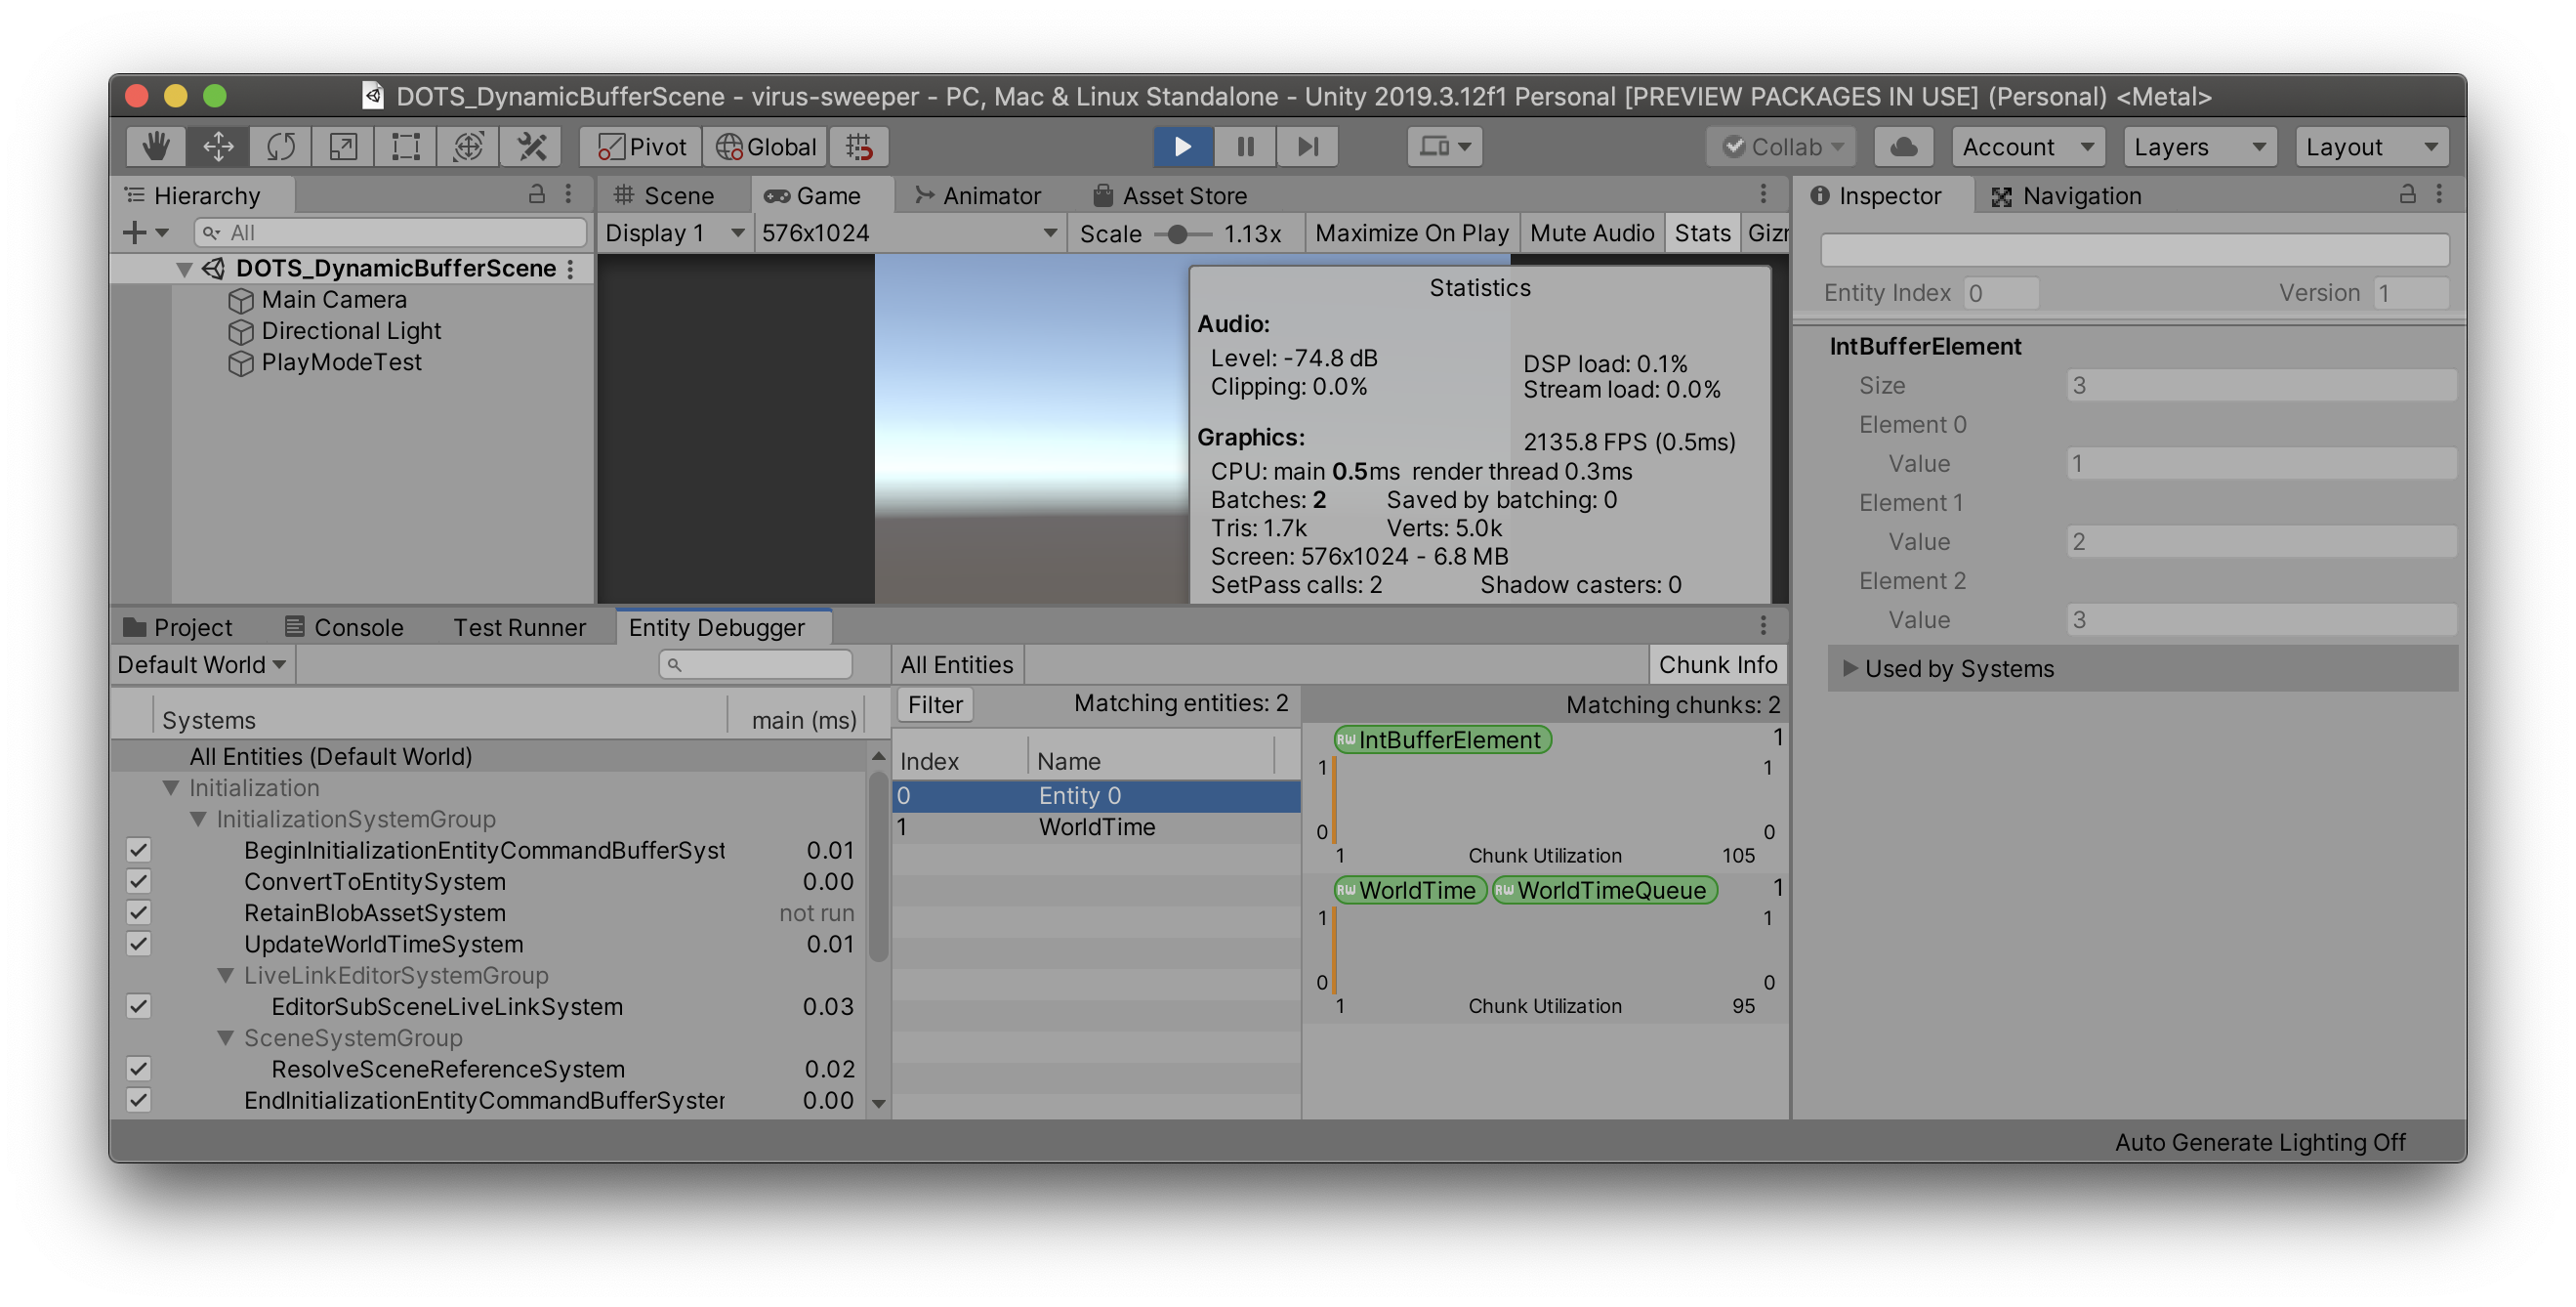 DOTS_DynamicBufferScene - virus-sweeper - PC, Mac & Linux Standalone - Unity 2019.3.12f1 Personal [PREVIEW PACKAGES IN USE] (Personal) <Metal>
Pivot Global Collab Account Layers Layout
Hierarchy
All
DOTS_DynamicBufferScene
Main Camera
Directional Light
PlayModeTest
Scene Game Animator Asset Store
Display 1 576x1024 Scale 1.13x Maximize On Play Mute Audio Stats Giz
Statistics
Audio:
Level: -74.8 dB DSP load: 0.1%
Clipping: 0.0% Stream load: 0.0%
Graphics: 2135.8 FPS (0.5ms)
CPU: main 0.5ms render thread 0.3ms
Batches: 2 Saved by batching: 0
Tris: 1.7k Verts: 5.0k
Screen: 576x1024 - 6.8 MB
SetPass calls: 2 Shadow casters: 0
Inspector Navigation
Entity Index 0 Version 1
IntBufferElement
Size 3
Element 0
Value 1
Element 1
Value 2
Element 2
Value 3
Used by Systems
Project Console Test Runner Entity Debugger
Default World
Systems main (ms)
All Entities (Default World)
Initialization
InitializationSystemGroup
BeginInitializationEntityCommandBufferSyst 0.01
ConvertToEntitySystem 0.00
RetainBlobAssetSystem not run
UpdateWorldTimeSystem 0.01
LiveLinkEditorSystemGroup
EditorSubSceneLiveLinkSystem 0.03
SceneSystemGroup
ResolveSceneReferenceSystem 0.02
EndInitializationEntityCommandBufferSyster 0.00
All Entities Chunk Info
Filter Matching entities: 2
Index Name
0 Entity 0
1 WorldTime
Matching chunks: 2
RW IntBufferElement 1
1 1
0 0
1 Chunk Utilization 105
RW WorldTime RW WorldTimeQueue 1
1 1
0 0
1 Chunk Utilization 95
Auto Generate Lighting Off